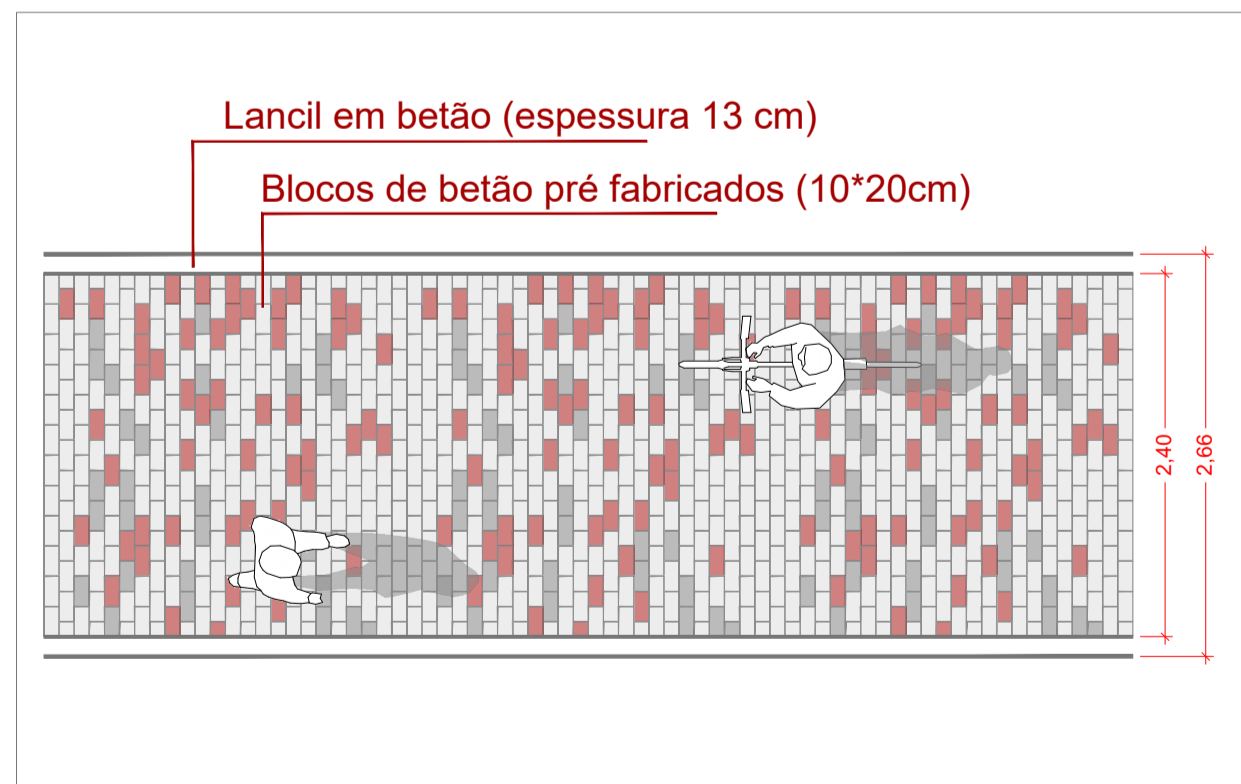 Lancil em betão (espessura 13 cm)
Blocos de betão pré fabricados (10*20cm)
2,40
2,66